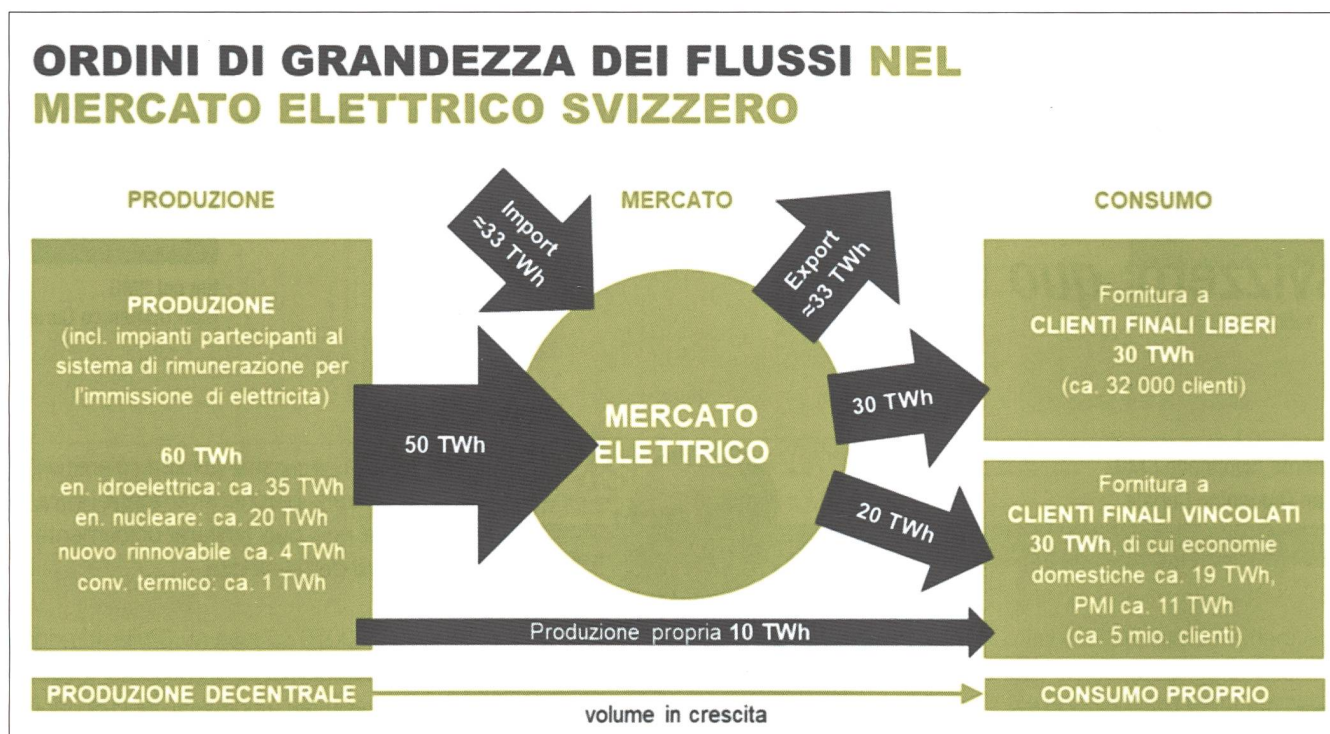 ORDINI DI GRANDEZZA DEI FLUSSI NEL
MERCATO ELETTRICO SVIZZERO
PRODUZIONE
MERCATO
CONSUMO
PRODUZIONE
(incl. impianti partecipanti al
sistema di rimunerazione per
l'immissione di elettricità)
60 TWh
en. idroelettrica: ca. 35 TWh
en. nucleare: ca. 20 TWh
nuovo rinnovabile ca. 4 TWh
conv. termico: ca. 1 TWh
Import
≈33 TWh
50 TWh
MERCATO
ELETTRICO
Export
≈33 TWh
30 TWh
20 TWh
Fornitura a
CLIENTI FINALI LIBERI
30 TWh
(ca. 32 000 clienti)
Fornitura a
CLIENTI FINALI VINCOLATI
30 TWh, di cui economie
domestiche ca. 19 TWh,
PMI ca. 11 TWh
(ca. 5 mio. clienti)
Produzione propria 10 TWh
PRODUZIONE DECENTRALE
volume in crescita
CONSUMO PROPRIO